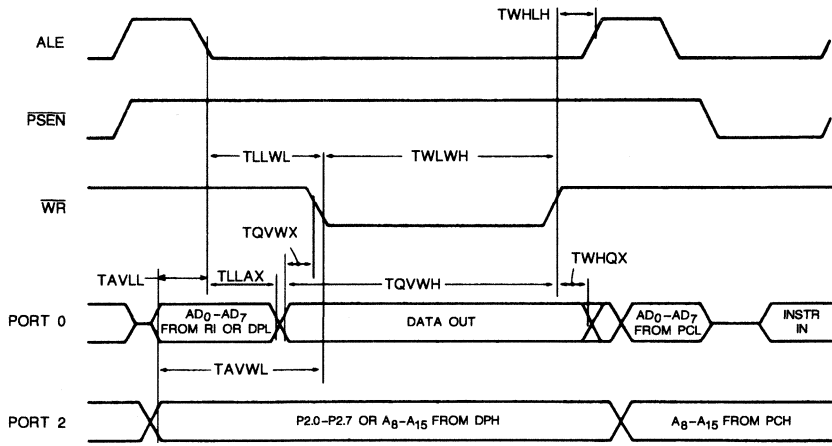 TWHLH
ALE
PSEN
TLLWL
TWLWH
WR
TQVWX
TWHQX
TAVLL
TLLAX
TQVWH
PORT 0
AD0–AD7
FROM RI OR DPL
DATA OUT
AD0–AD7
FROM PCL
INSTR
IN
TAVWL
PORT 2
P2.0–P2.7 OR A8–A15 FROM DPH
A8–A15 FROM PCH